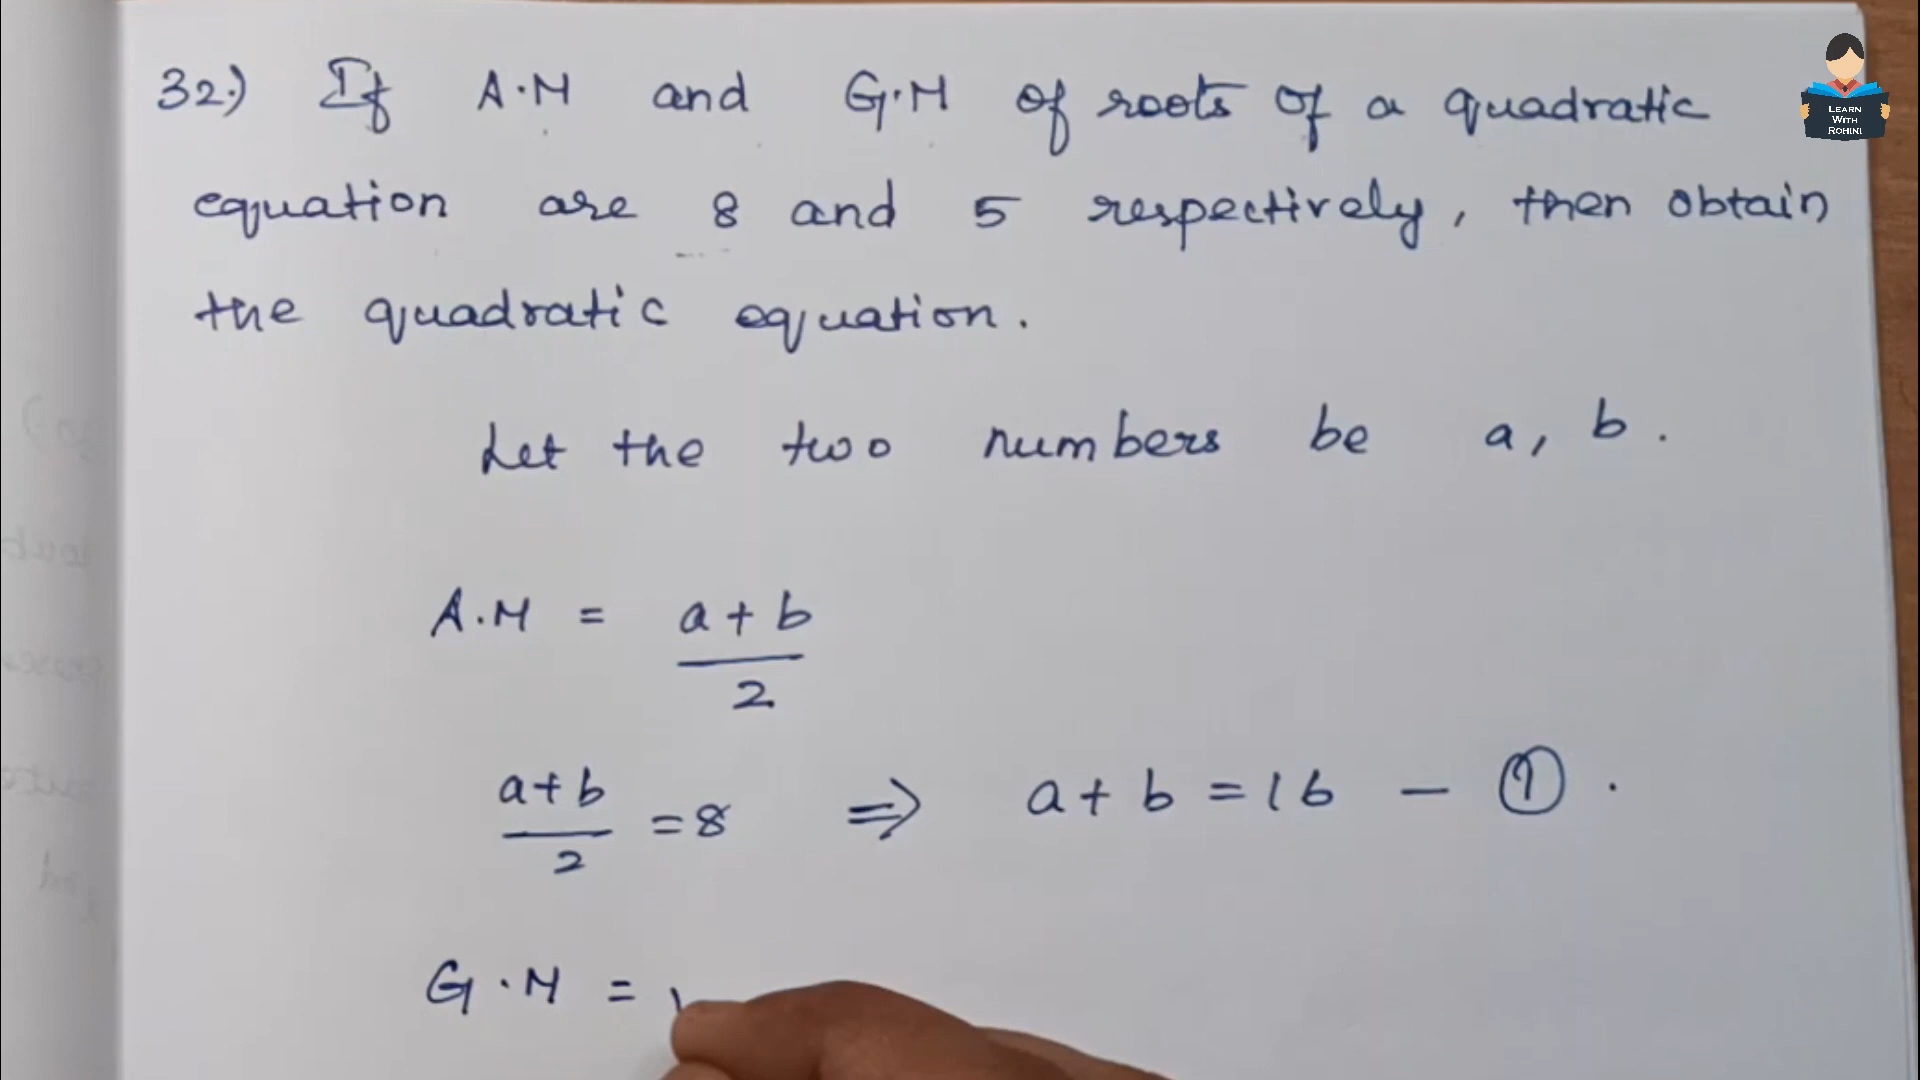 32.) If A.M and G.M of roots of a quadratic
equation are 8 and 5 respectively, then obtain
the quadratic equation.
Let the two numbers be a, b.
A.M = a + b
2
a+b
2
=8 ⇒ a + b = 16 — ① .
G.M =
LEARN
WITH
ROHINI